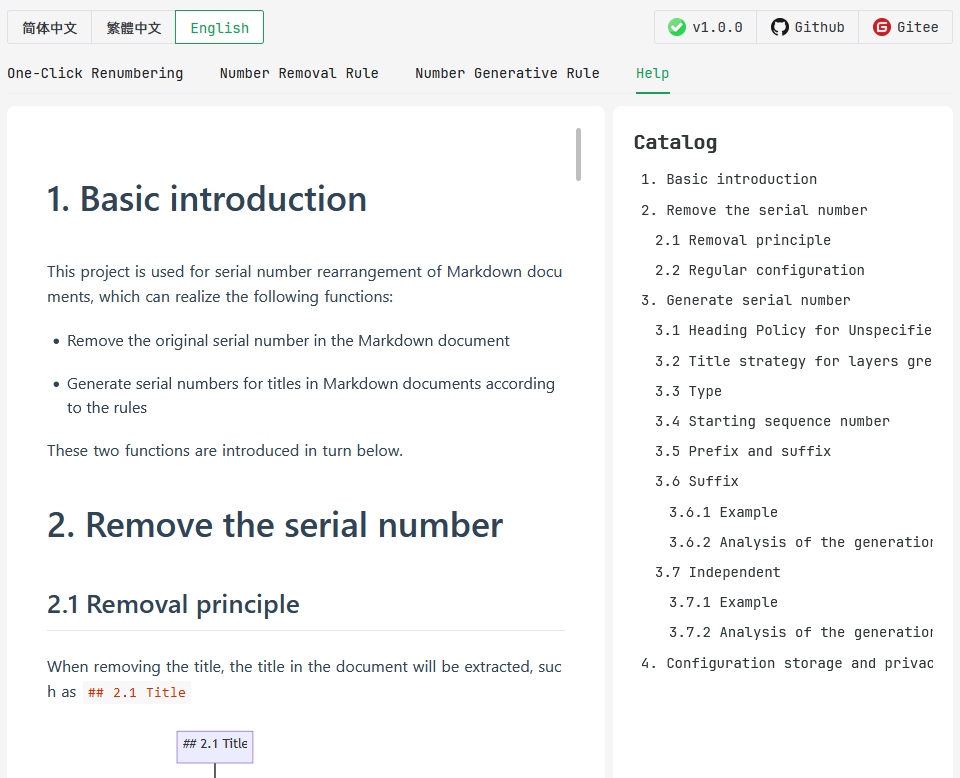 简体中文 繁體中文 English v1.0.0 Github Gitee
One-Click Renumbering Number Removal Rule Number Generative Rule Help
1. Basic introduction
This project is used for serial number rearrangement of Markdown docu
ments, which can realize the following functions:
• Remove the original serial number in the Markdown document
• Generate serial numbers for titles in Markdown documents according
to the rules
These two functions are introduced in turn below.
2. Remove the serial number
2.1 Removal principle
When removing the title, the title in the document will be extracted, suc
h as ## 2.1 Title
## 2.1 Title
Catalog
1. Basic introduction
2. Remove the serial number
2.1 Removal principle
2.2 Regular configuration
3. Generate serial number
3.1 Heading Policy for Unspecifie
3.2 Title strategy for layers gre
3.3 Type
3.4 Starting sequence number
3.5 Prefix and suffix
3.6 Suffix
3.6.1 Example
3.6.2 Analysis of the generation
3.7 Independent
3.7.1 Example
3.7.2 Analysis of the generation
4. Configuration storage and privac